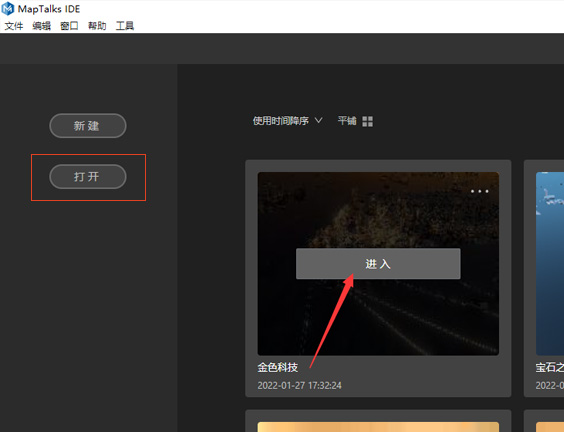 MapTalks IDE
文件 编辑 窗口 帮助 工具
新建
打开
使用时间降序 平铺
进入
金色科技
2022-01-27 17:32:24
宝石之
2022-0